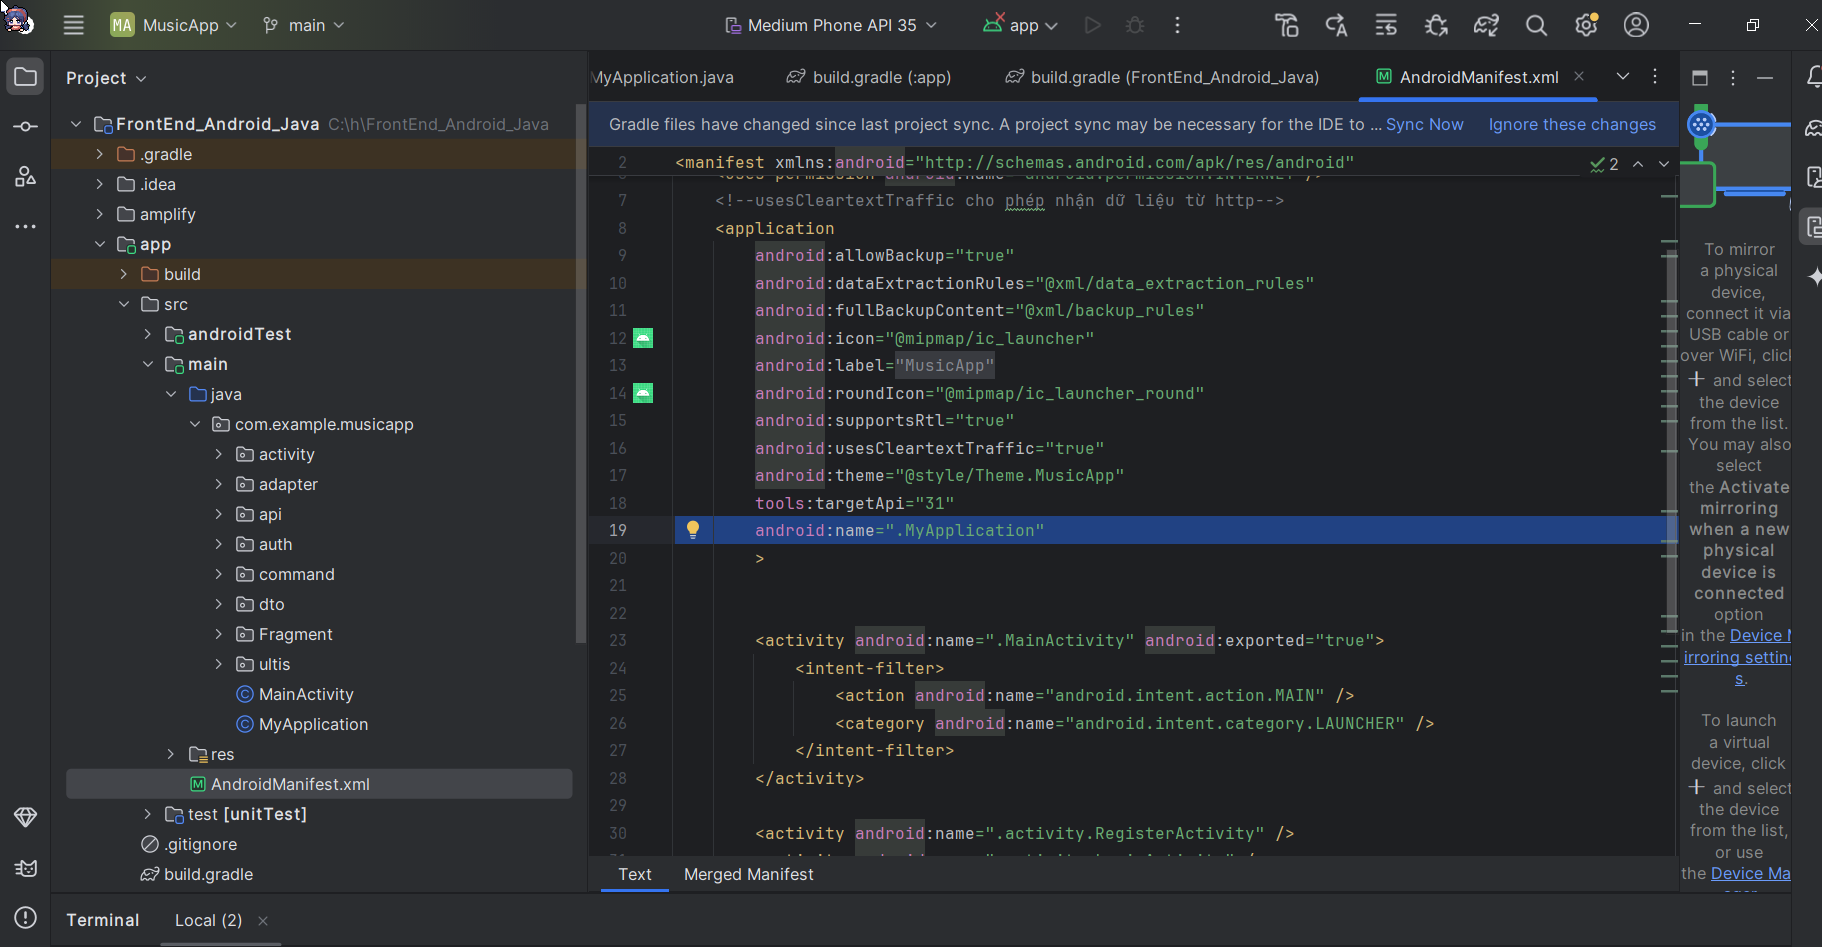 MA MusicApp main Medium Phone API 35 app
Project
FrontEnd_Android_Java C:\h\FrontEnd_Android_Java
.gradle
.idea
amplify
app
build
src
androidTest
main
java
com.example.musicapp
activity
adapter
api
auth
command
dto
Fragment
ultis
MainActivity
MyApplication
res
AndroidManifest.xml
test [unitTest]
.gitignore
build.gradle
MyApplication.java build.gradle (:app) build.gradle (FrontEnd_Android_Java) AndroidManifest.xml
Gradle files have changed since last project sync. A project sync may be necessary for the IDE to ... Sync Now Ignore these changes
2 <manifest xmlns:android="http://schemas.android.com/apk/res/android" 2
7 <!--usesCleartextTraffic cho phép nhận dữ liệu từ http-->
8 <application
9 android:allowBackup="true"
10 android:dataExtractionRules="@xml/data_extraction_rules"
11 android:fullBackupContent="@xml/backup_rules"
12 android:icon="@mipmap/ic_launcher"
13 android:label="MusicApp"
14 android:roundIcon="@mipmap/ic_launcher_round"
15 android:supportsRtl="true"
16 android:usesCleartextTraffic="true"
17 android:theme="@style/Theme.MusicApp"
18 tools:targetApi="31"
19 android:name=".MyApplication"
20 >
21
22
23 <activity android:name=".MainActivity" android:exported="true">
24 <intent-filter>
25 <action android:name="android.intent.action.MAIN" />
26 <category android:name="android.intent.category.LAUNCHER" />
27 </intent-filter>
28 </activity>
29
30 <activity android:name=".activity.RegisterActivity" />
Text Merged Manifest
To mirror
a physical
device,
connect it via
USB cable or
over WiFi, click
+ and select
the device
from the list.
You may also
select
the Activate
mirroring
when a new
physical
device is
connected
option
in the Device M
irroring setting
s.
To launch
a virtual
device, click
+ and select
the device
from the list,
or use
the Device Ma
Terminal Local (2)